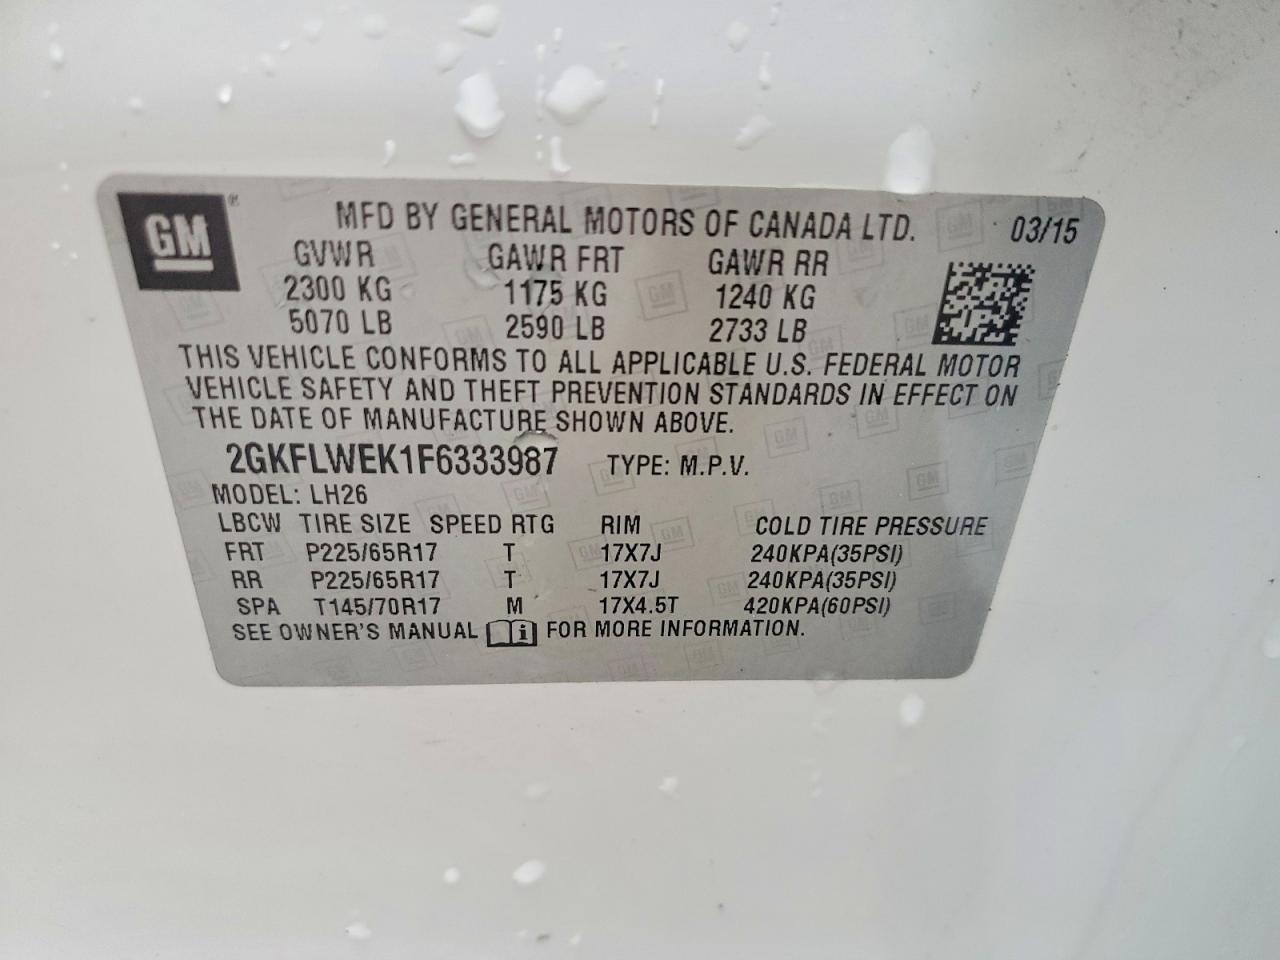 GM ® MFD BY GENERAL MOTORS OF CANADA LTD. 03/15
GVWR GAWR FRT GAWR RR
2300 KG 1175 KG 1240 KG
5070 LB 2590 LB 2733 LB
THIS VEHICLE CONFORMS TO ALL APPLICABLE U.S. FEDERAL MOTOR
VEHICLE SAFETY AND THEFT PREVENTION STANDARDS IN EFFECT ON
THE DATE OF MANUFACTURE SHOWN ABOVE.
2GKFLWEK1F6333987 TYPE: M.P.V.
MODEL: LH26
LBCW TIRE SIZE SPEED RTG RIM COLD TIRE PRESSURE
FRT P225/65R17 T 17X7J 240KPA(35PSI)
RR P225/65R17 T 17X7J 240KPA(35PSI)
SPA T145/70R17 M 17X4.5T 420KPA(60PSI)
SEE OWNER'S MANUAL i FOR MORE INFORMATION.